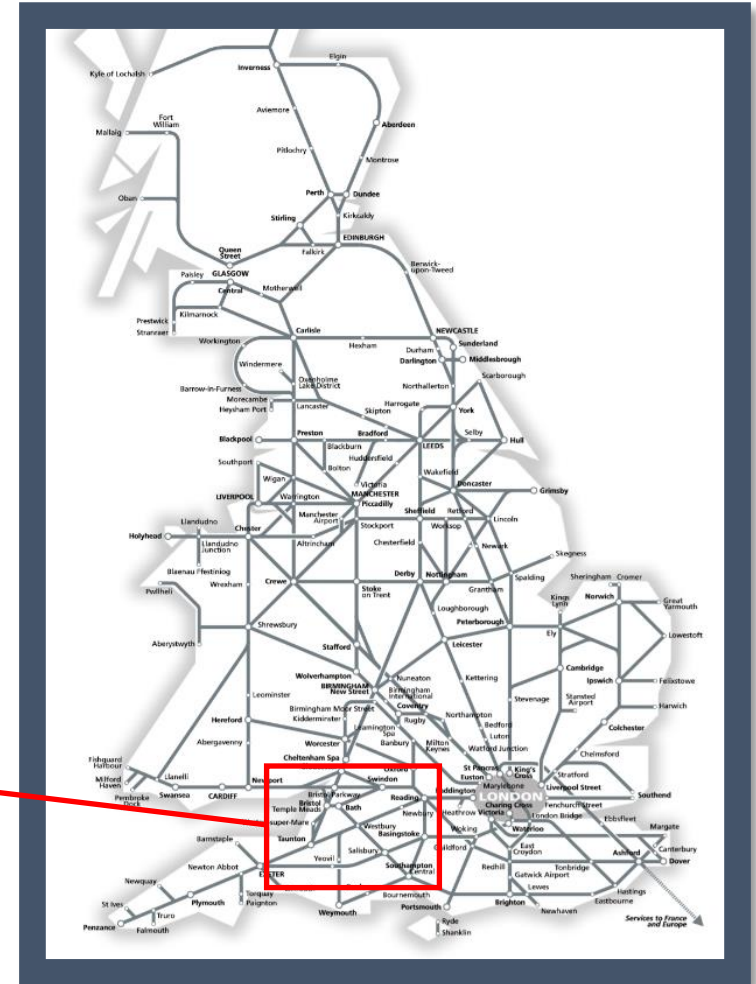 Elgin
Inverness
Kyle of Lochalsh
Aviemore
Fort
William
Mallaig
Aberdeen
Pitlochry
Montrose
Perth
Dundee
Oban
Stirling
Kirkcaldy
Queen
Street
EDINBURGH
Falkirk
Berwick-
upon-Tweed
Paisley
GLASGOW
Central
Motherwell
Prestwick
Kilmarnock
Stranraer
Carlisle
NEWCASTLE
Workington
Hexham
Sunderland
Durham
Darlington
Middlesbrough
Windermere
Scarborough
Oxenholme
Lake District
Barrow-in-Furness
Northallerton
Morecambe
Heysham Port
Lancaster
Harrogate
York
Skipton
Blackpool
Preston
Bradford
Selby
Hull
Blackburn
LEEDS
Southport
Huddersfield
Bolton
Wakefield
Wigan
Victoria
Doncaster
MANCHESTER
Piccadilly
Grimsby
LIVERPOOL
Warrington
Manchester
Airport
Sheffield
Retford
Llandudno
Stockport
Worksop
Lincoln
Holyhead
Chester
Llandudno
Junction
Altrincham
Chesterfield
Newark
Skegness
Blaenau Ffestiniog
Derby
Nottingham
Pwllheli
Wrexham
Crewe
Stoke
on Trent
Grantham
Spalding
Sheringham
Cromer
Kings
Lynn
Norwich
Great
Yarmouth
Loughborough
Peterborough
Aberystwyth
Shrewsbury
Ely
Lowestoft
Stafford
Leicester
Wolverhampton
Cambridge
BIRMINGHAM
New Street
Nuneaton
Kettering
Ipswich
Felixstowe
Leominster
Birmingham
International
Stevenage
Stansted
Airport
Birmingham Moor Street
Coventry
Harwich
Hereford
Kidderminster
Rugby
Northampton
Leamington
Spa
Bedford
Colchester
Abergavenny
Worcester
Banbury
Milton
Keynes
Luton
Watford Junction
Chelmsford
Cheltenham Spa
Fishguard
Harbour
Oxford
St Pancras
King's
Cross
Euston
Stratford
Milford
Haven
Llanelli
Newport
Swindon
Marylebone
Liverpool Street
Pembroke
Dock
Swansea
CARDIFF
Bristol Parkway
Reading
Paddington
LONDON
Southend
Bristol
Temple Meads
Bath
Newbury
Charing Cross
Fenchurch Street
Heathrow
Victoria
London Bridge
Ebbsfleet
super-Mare
Westbury
Basingstoke
Woking
Waterloo
Margate
Barnstaple
Taunton
Guildford
East
Croydon
Canterbury
Yeovil
Salisbury
Redhill
Tonbridge
Ashford
Dover
Newton Abbot
EXETER
Southampton
Central
Gatwick Airport
Newquay
Lewes
Hastings
Torquay
Paignton
Bournemouth
Eastbourne
St Ives
Plymouth
Weymouth
Portsmouth
Brighton
Newhaven
Truro
Ryde
Penzance
Falmouth
Shanklin
Services to France
and Europe